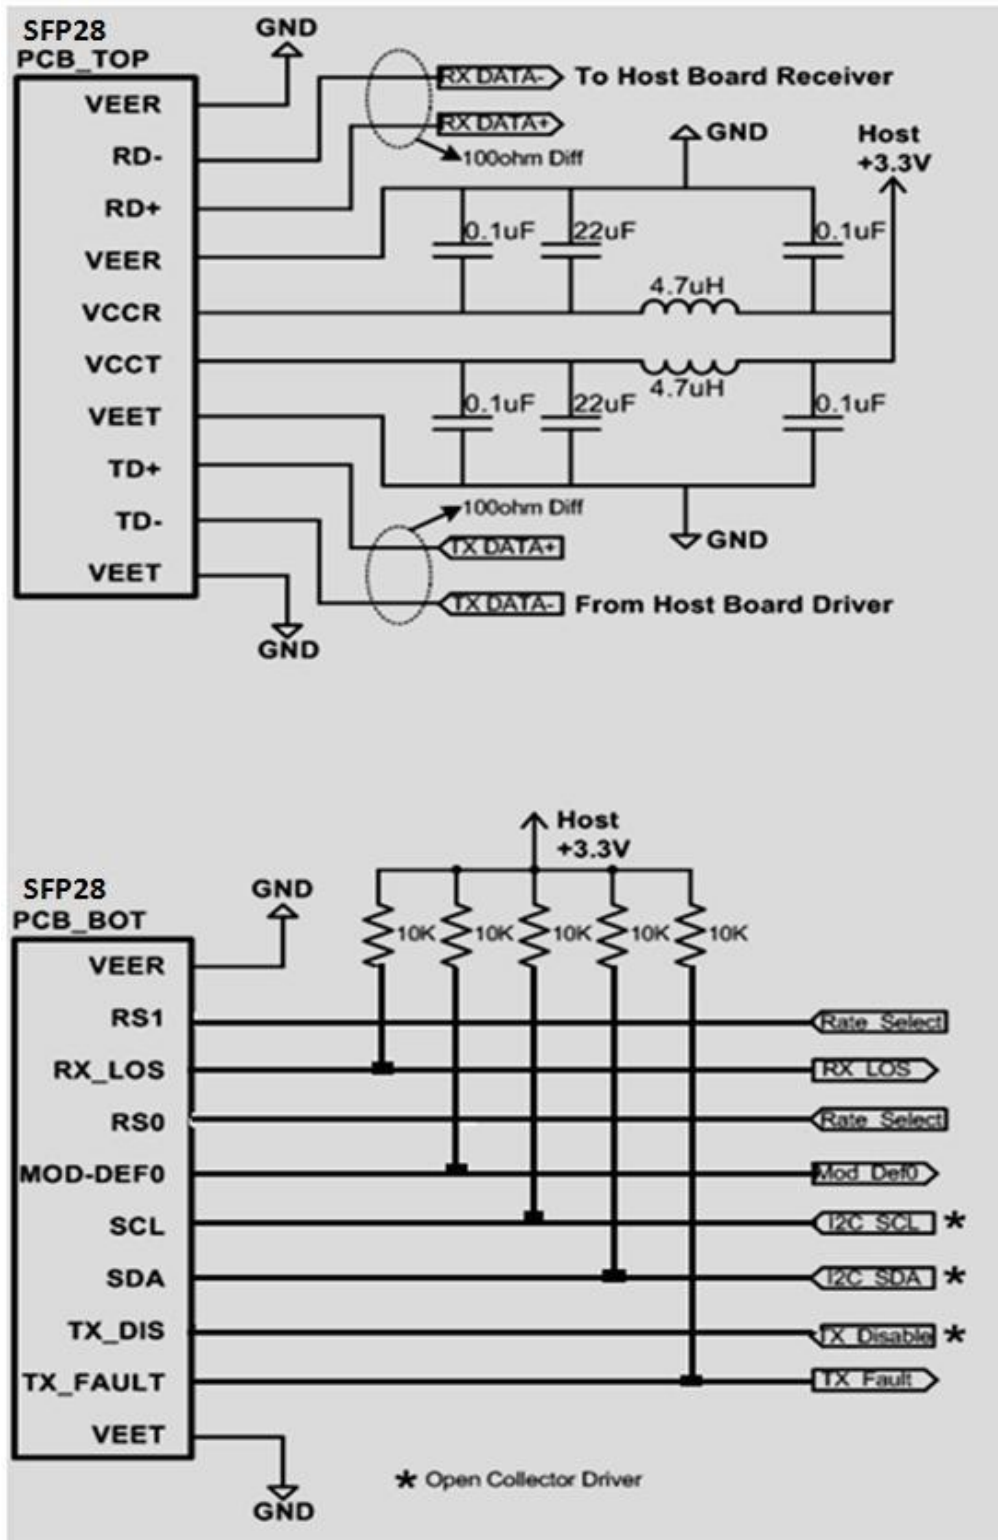 SFP28
PCB_TOP
GND
VEER
RX DATA-
To Host Board Receiver
RD-
RX DATA+
100ohm Diff
GND
Host
+3.3V
RD+
0.1uF
22uF
0.1uF
VEER
4.7uH
VCCR
VCCT
4.7uH
0.1uF
22uF
0.1uF
VEET
TD+
100ohm Diff
TD-
TX DATA+
GND
VEET
TX DATA-
From Host Board Driver
GND
Host
+3.3V
SFP28
PCB_BOT
GND
10K
10K
10K
10K
10K
VEER
RS1
Rate Select
RX_LOS
RX LOS
RS0
Rate Select
MOD-DEF0
Mod Def0
SCL
I2C SCL *
SDA
I2C SDA *
TX_DIS
TX Disable *
TX_FAULT
TX Fault
VEET
GND
* Open Collector Driver